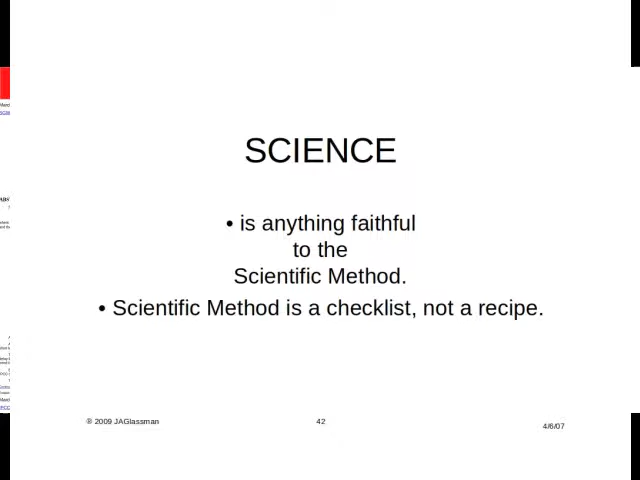 SCIENCE
• is anything faithful
to the
Scientific Method.
• Scientific Method is a checklist, not a recipe.
® 2009 JAGlassman
42
4/6/07